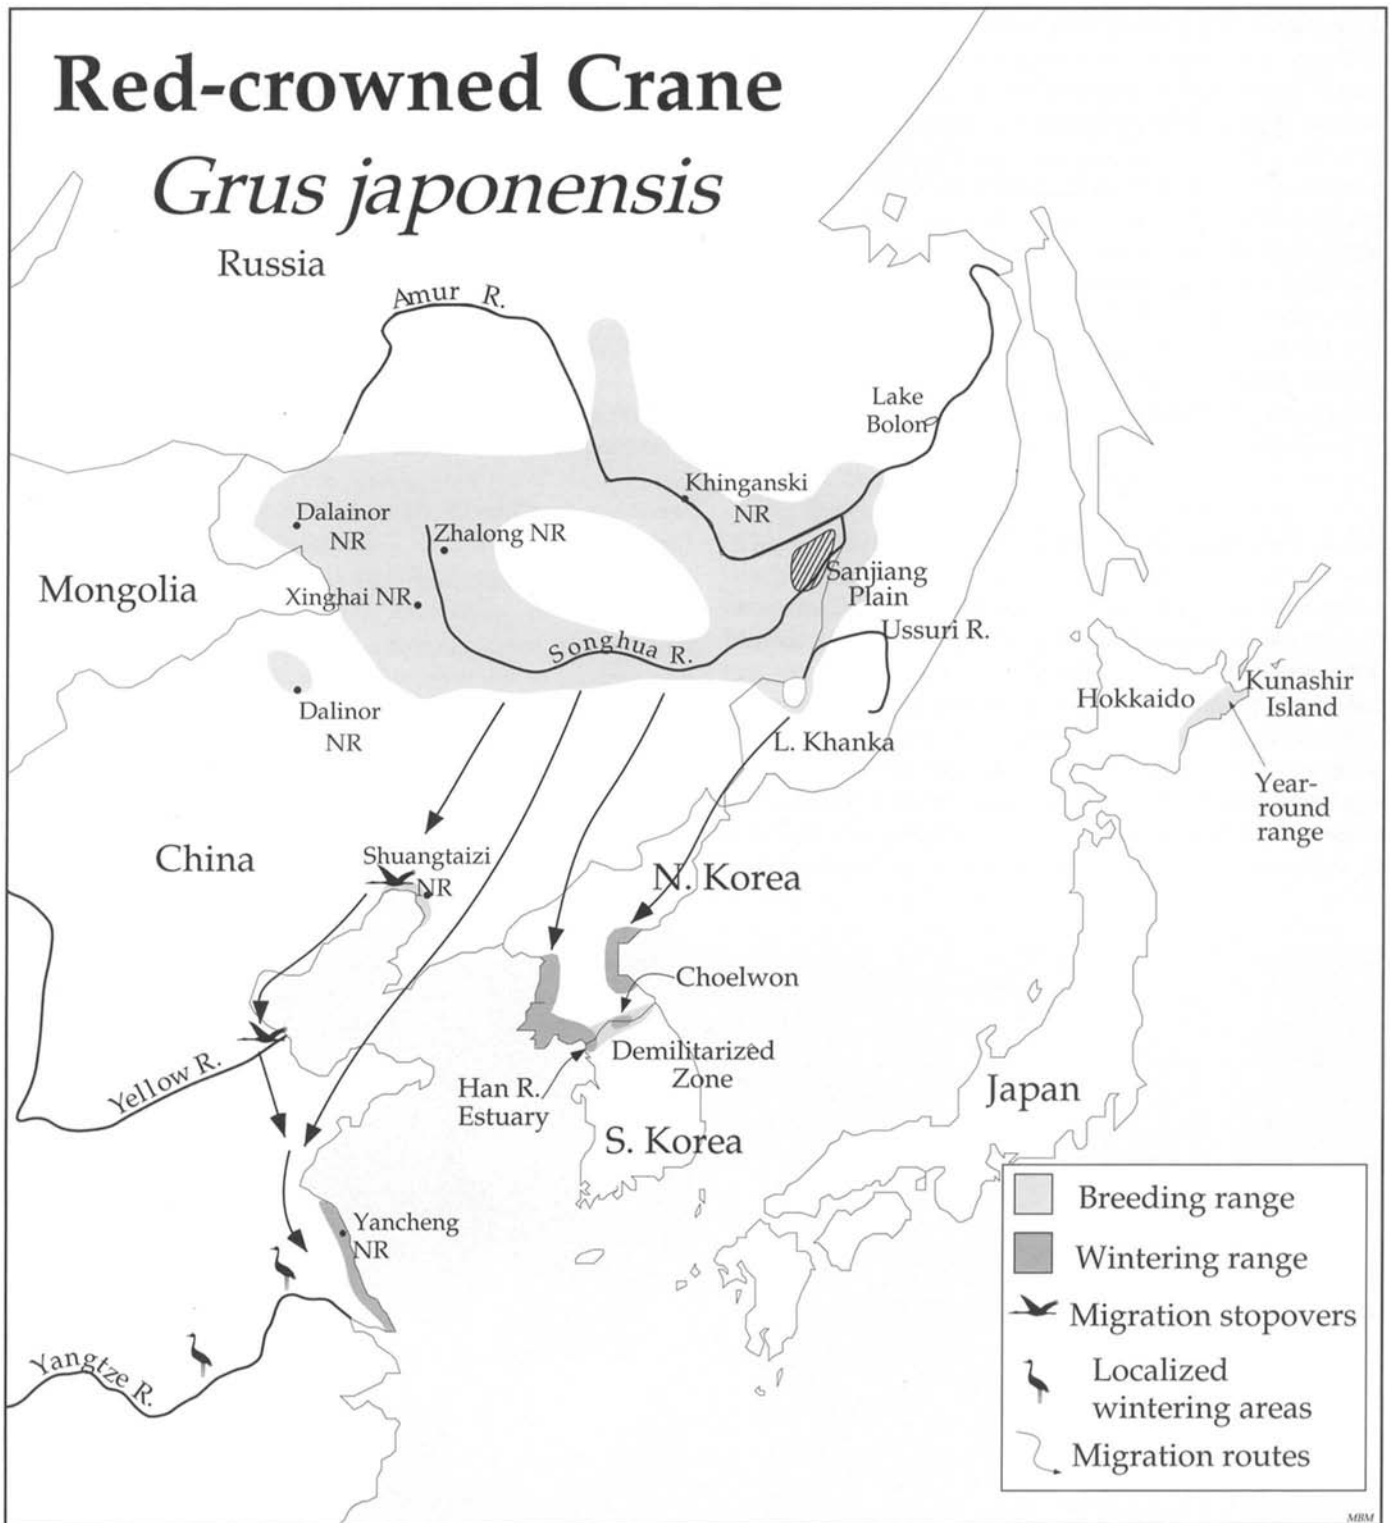 Red-crowned Crane
Grus japonensis
Russia
Amur R.
Lake
Bolon
Khinganski
NR
Dalainor
NR
Zhalong NR
Mongolia
Xinghai NR
Sanjiang
Plain
Ussuri R.
Songhua R.
Dalinor
NR
L. Khanka
Hokkaido
Kunashir
Island
Year-
round
range
China
Shuangtaizi
NR
N. Korea
Choelwon
Demilitarized
Zone
Han R.
Estuary
Yellow R.
S. Korea
Japan
Yancheng
NR
Yangtze R.
Breeding range
Wintering range
Migration stopovers
Localized
wintering areas
Migration routes
MBM